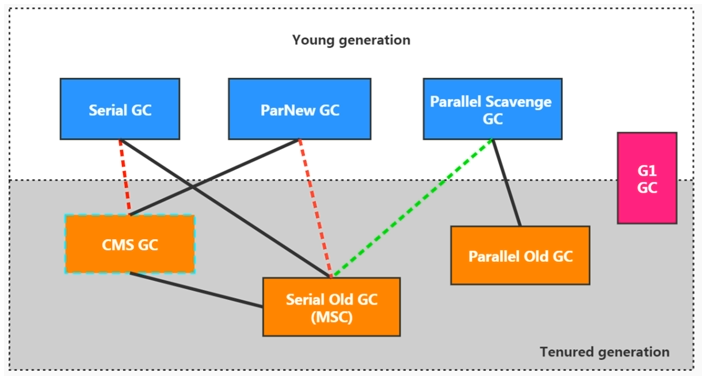 Young generation
Serial GC
ParNew GC
Parallel Scavenge
GC
G1
GC
CMS GC
Parallel Old GC
Serial Old GC
(MSC)
Tenured generation